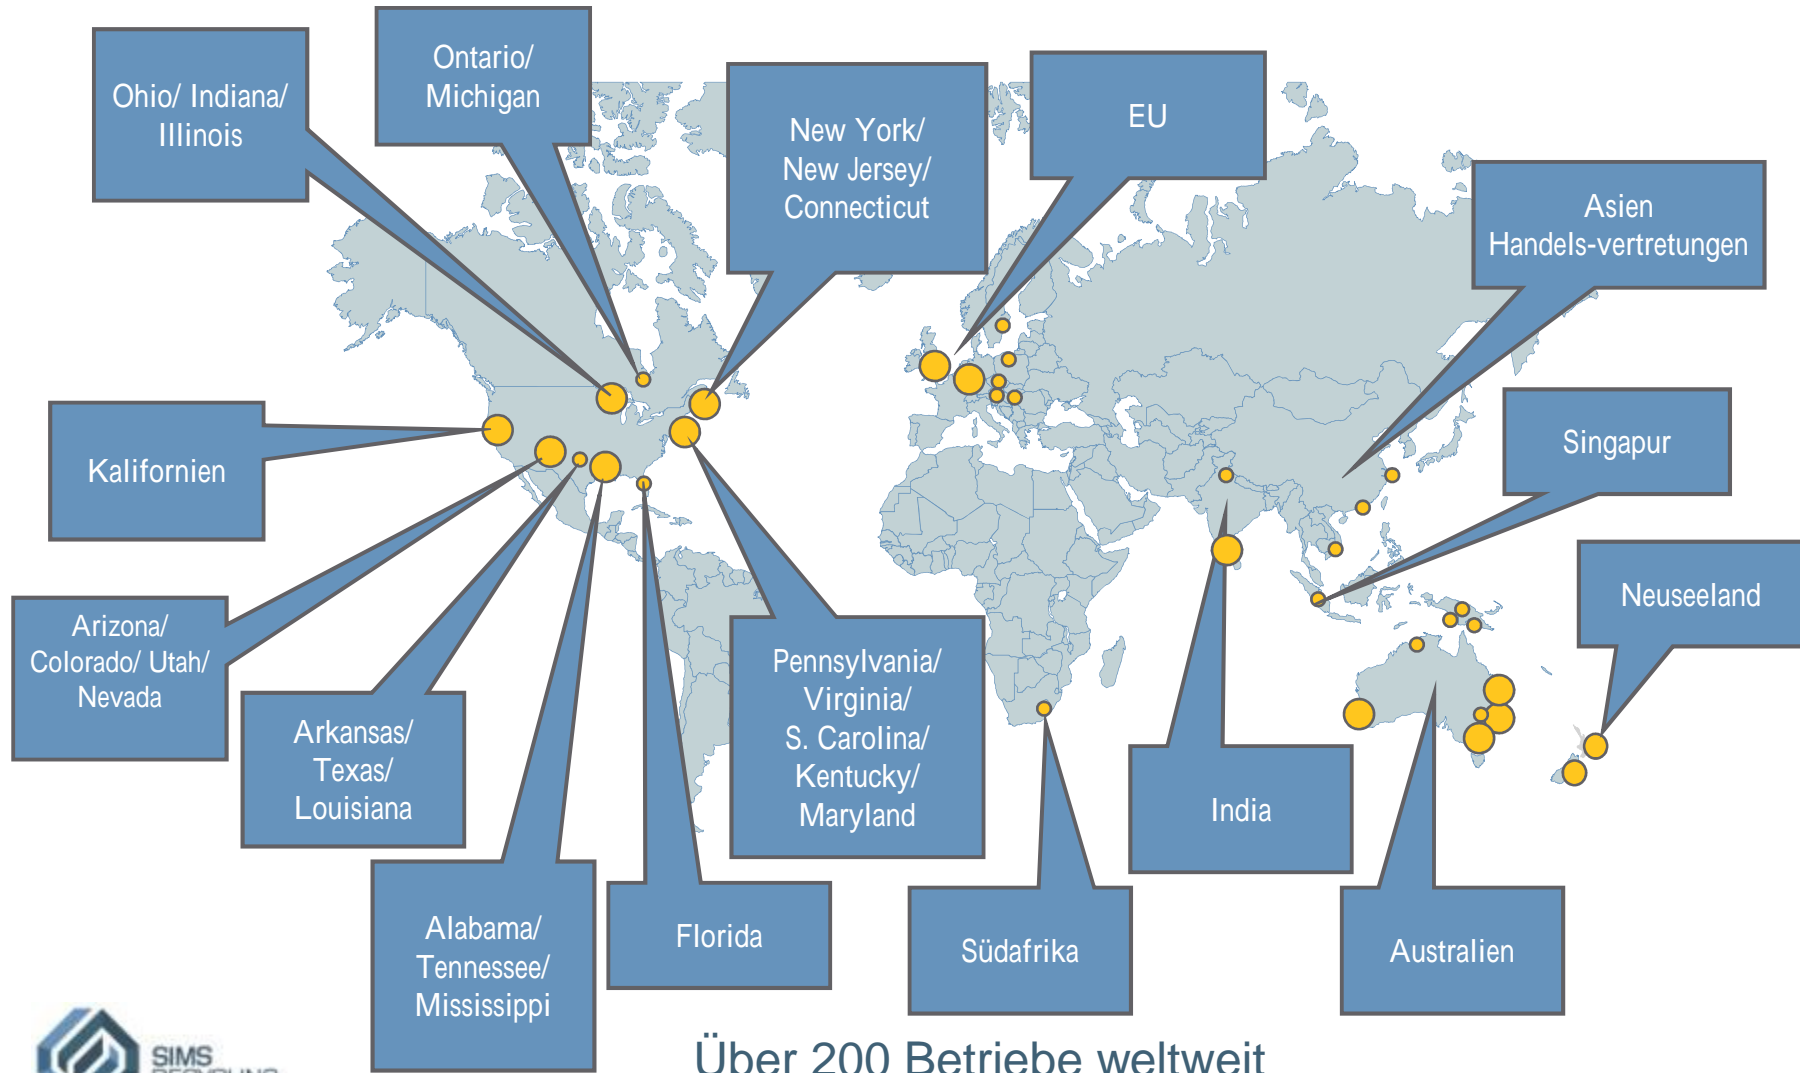 Ohio/ Indiana/
Illinois
Ontario/
Michigan
New York/
New Jersey/
Connecticut
EU
Asien
Handels-vertretungen
Kalifornien
Singapur
Neuseeland
Arizona/
Colorado/ Utah/
Nevada
Arkansas/
Texas/
Louisiana
Pennsylvania/
Virginia/
S. Carolina/
Kentucky/
Maryland
India
Alabama/
Tennessee/
Mississippi
Florida
Südafrika
Australien
SIMS
RECYCLING
Über 200 Betriebe weltweit